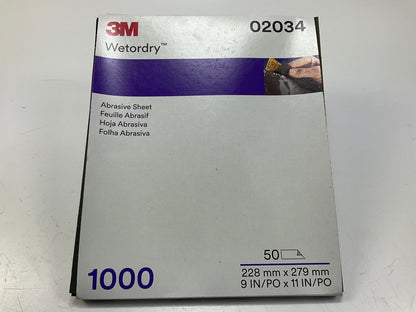 3M
02034
Wetordry™
Abrasive Sheet
Feuille Abrasif
Hoja Abrasiva
Folha Abrasiva
50
1000
228 mm x 279 mm
9 IN/PO x 11 IN/PO